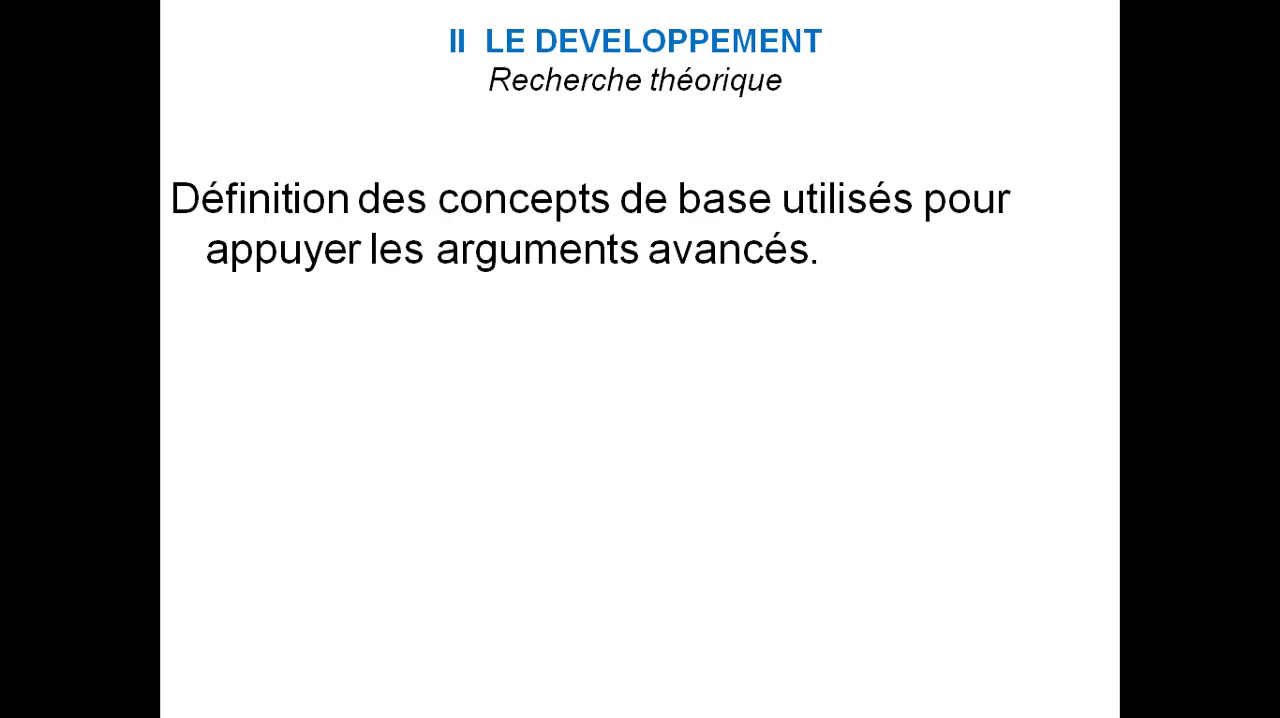 II LE DEVELOPPEMENT
Recherche théorique
Définition des concepts de base utilisés pour
appuyer les arguments avancés.